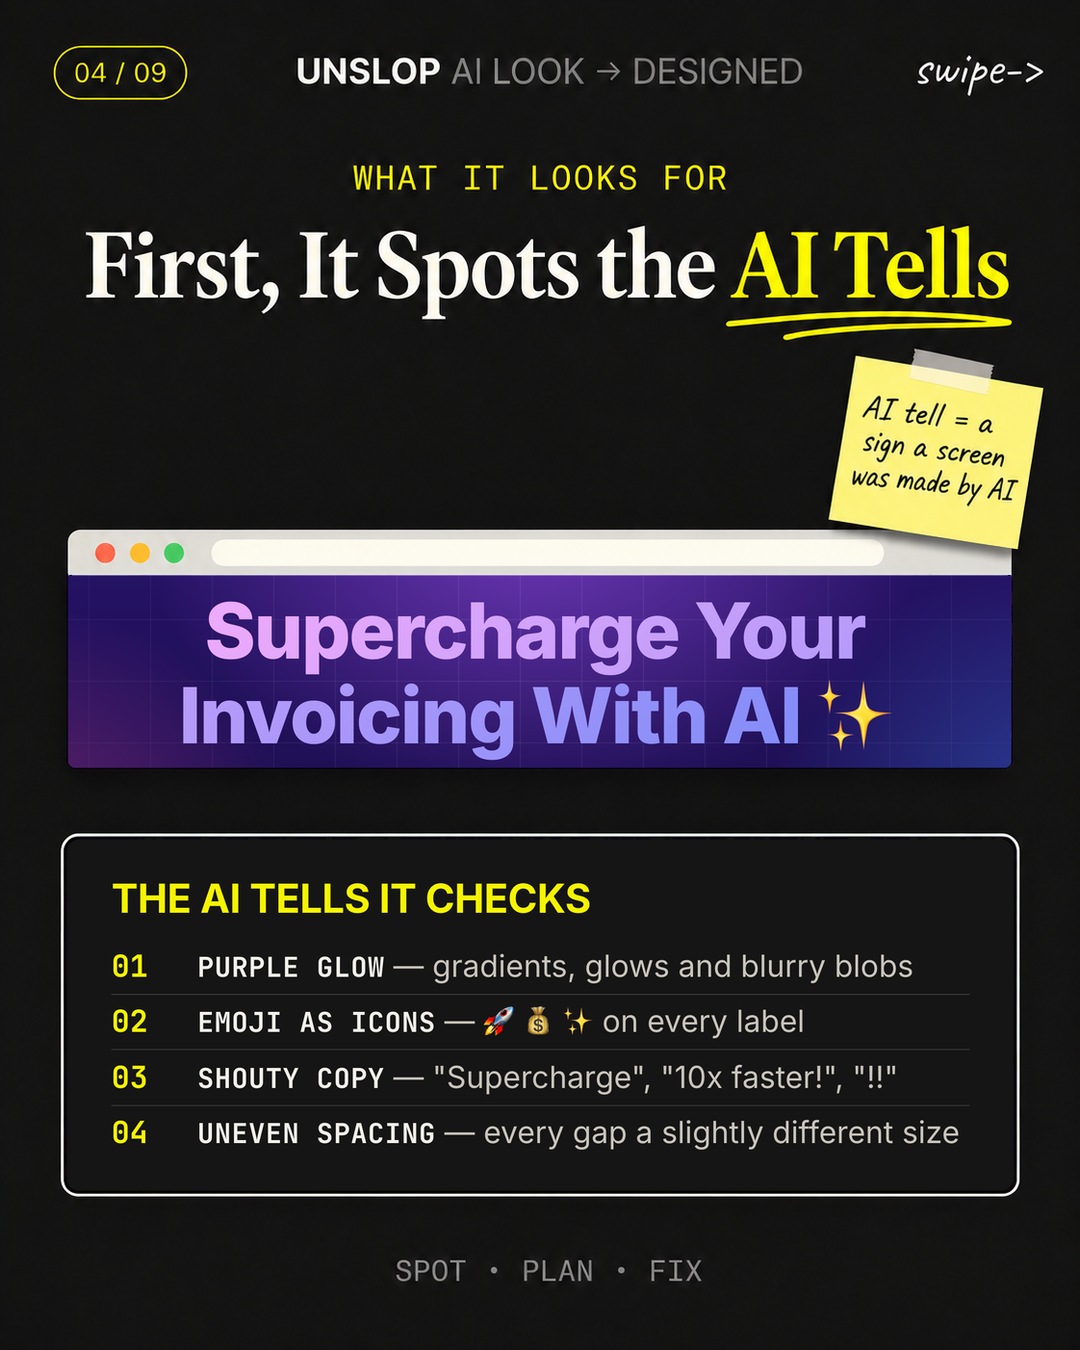 04 / 09
UNSLOP AI LOOK → DESIGNED
swipe->
WHAT IT LOOKS FOR
First, It Spots the AI Tells
AI tell = a
sign a screen
was made by AI
Supercharge Your
Invoicing With AI ✨
THE AI TELLS IT CHECKS
01 PURPLE GLOW — gradients, glows and blurry blobs
02 EMOJI AS ICONS — 🚀 💰 ✨ on every label
03 SHOUTY COPY — "Supercharge", "10x faster!", "!!"
04 UNEVEN SPACING — every gap a slightly different size
SPOT • PLAN • FIX